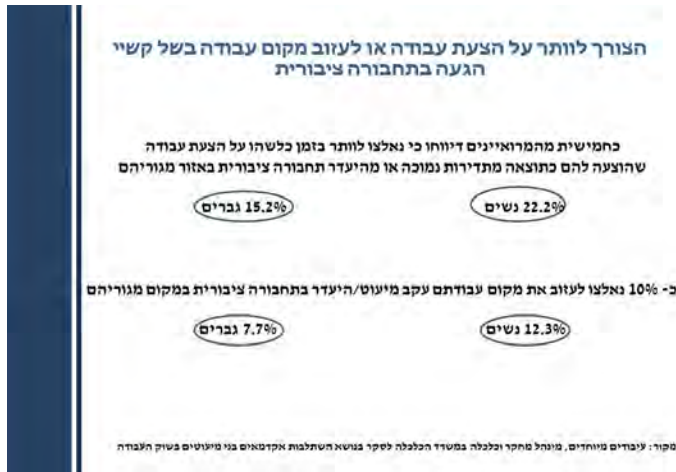 הצורך לוותר על הצעת עבודה או לעזוב מקום עבודה בשל קשיי
הגעה בתחבורה ציבורית
כחמישית מהמרואיינים דיווחו כי נאלצו לוותר בזמן כלשהו על הצעת עבודה
שהוצעה להם כתוצאה מתדירות נמוכה או מהיעדר תחבורה ציבורית באזור מגוריהם
22.2% נשים 15.2% גברים
כ- 10% נאלצו לעזוב את מקום עבודתם עקב מיעוט/היעדר בתחבורה ציבורית במקום מגוריהם
12.3% נשים 7.7% גברים
מקור: עיבודים מיוחדים, מינהל מחקר וכלכלה במשרד הכלכלה לסקר בנושא השתלבות אקדמאים בני מיעוטים בשוק העבודה